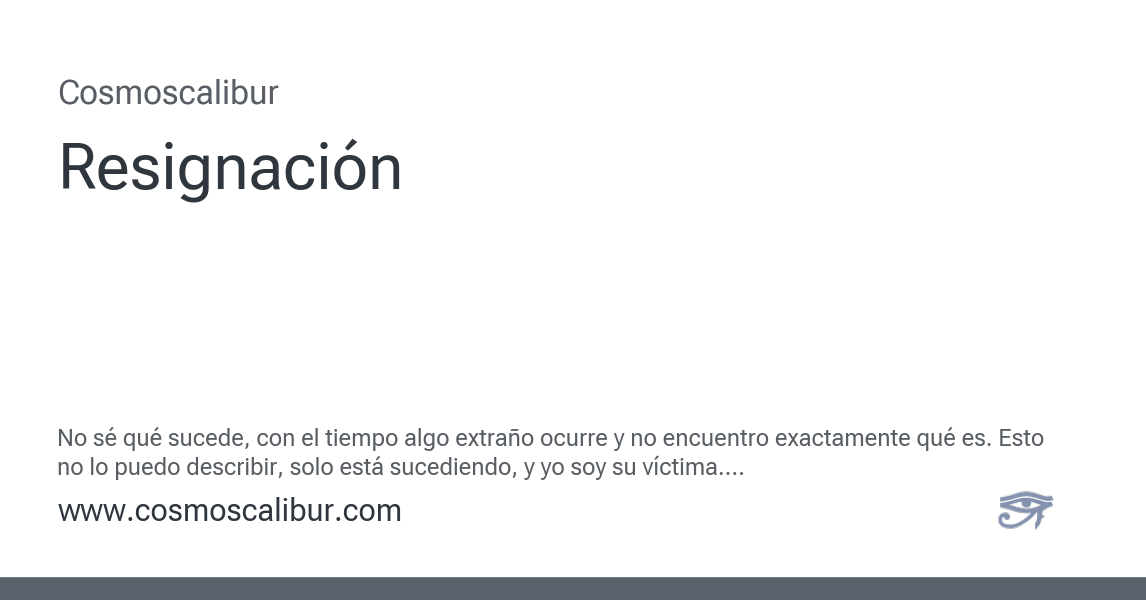 Cosmoscalibur
Resignación
No sé qué sucede, con el tiempo algo extraño ocurre y no encuentro exactamente qué es. Esto
no lo puedo describir, solo está sucediendo, y yo soy su víctima....
www.cosmoscalibur.com